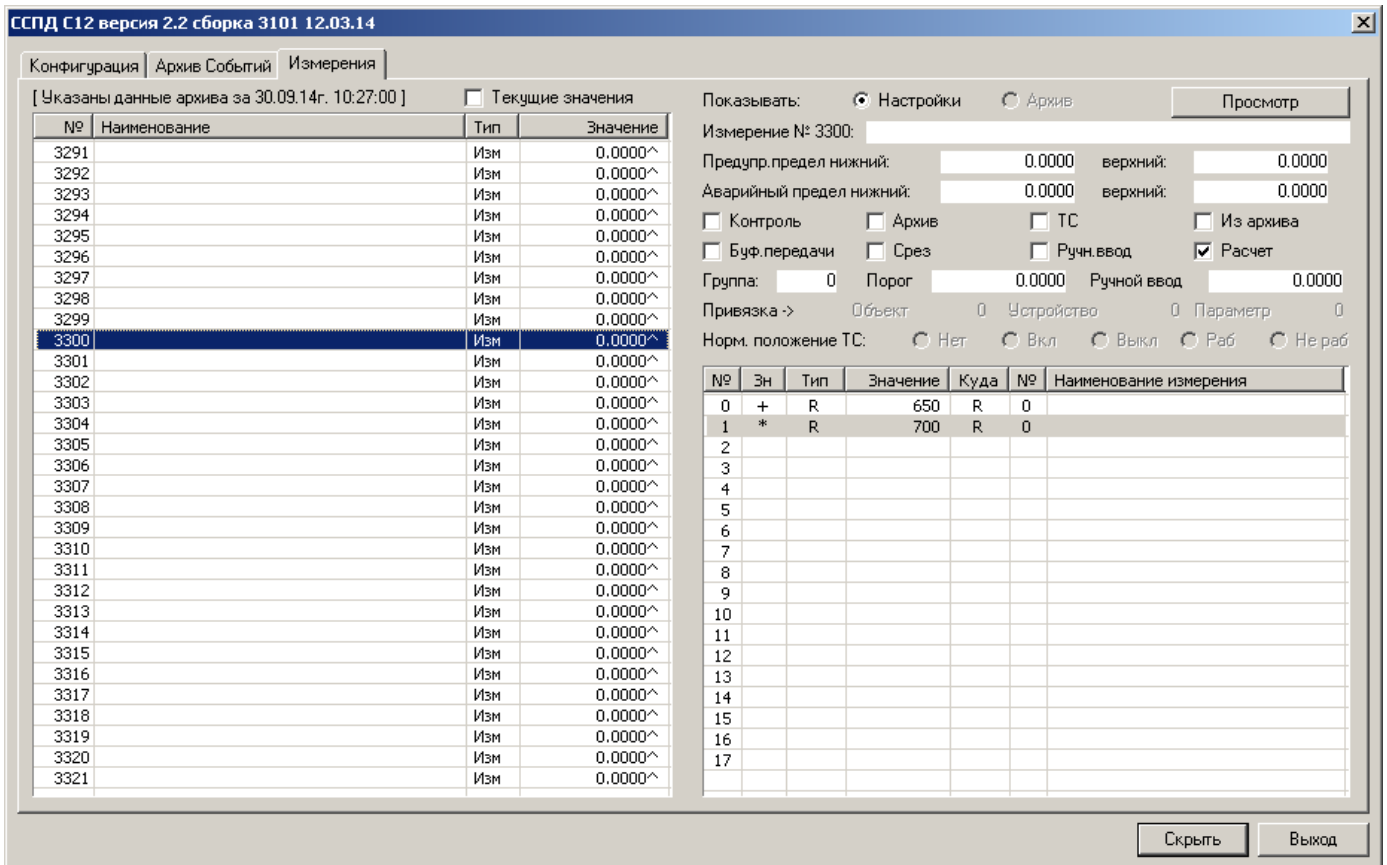 ССПД С12 версия 2.2 сборка 3101 12.03.14
Конфигурация Архив Событий Измерения
[ Указаны данные архива за 30.09.14г. 10:27:00 ] Текущие значения
№ Наименование Тип Значение
3291 Изм 0.0000^
3292 Изм 0.0000^
3293 Изм 0.0000^
3294 Изм 0.0000^
3295 Изм 0.0000^
3296 Изм 0.0000^
3297 Изм 0.0000^
3298 Изм 0.0000^
3299 Изм 0.0000^
3300 Изм 0.0000^
3301 Изм 0.0000^
3302 Изм 0.0000^
3303 Изм 0.0000^
3304 Изм 0.0000^
3305 Изм 0.0000^
3306 Изм 0.0000^
3307 Изм 0.0000^
3308 Изм 0.0000^
3309 Изм 0.0000^
3310 Изм 0.0000^
3311 Изм 0.0000^
3312 Изм 0.0000^
3313 Изм 0.0000^
3314 Изм 0.0000^
3315 Изм 0.0000^
3316 Изм 0.0000^
3317 Изм 0.0000^
3318 Изм 0.0000^
3319 Изм 0.0000^
3320 Изм 0.0000^
3321 Изм 0.0000^
Показывать: Настройки Архив Просмотр
Измерение № 3300:
Предупр.предел нижний: 0.0000 верхний: 0.0000
Аварийный предел нижний: 0.0000 верхний: 0.0000
Контроль Архив ТС Из архива
Буф.передачи Срез Ручн.ввод Расчет
Группа: 0 Порог 0.0000 Ручной ввод 0.0000
Привязка -> Объект 0 Устройство 0 Параметр 0
Норм. положение ТС: Нет Вкл Выкл Раб Не раб
№ Зн Тип Значение Куда № Наименование измерения
0 + R 650 R 0
1 * R 700 R 0
2
3
4
5
6
7
8
9
10
11
12
13
14
15
16
17
Скрыть Выход